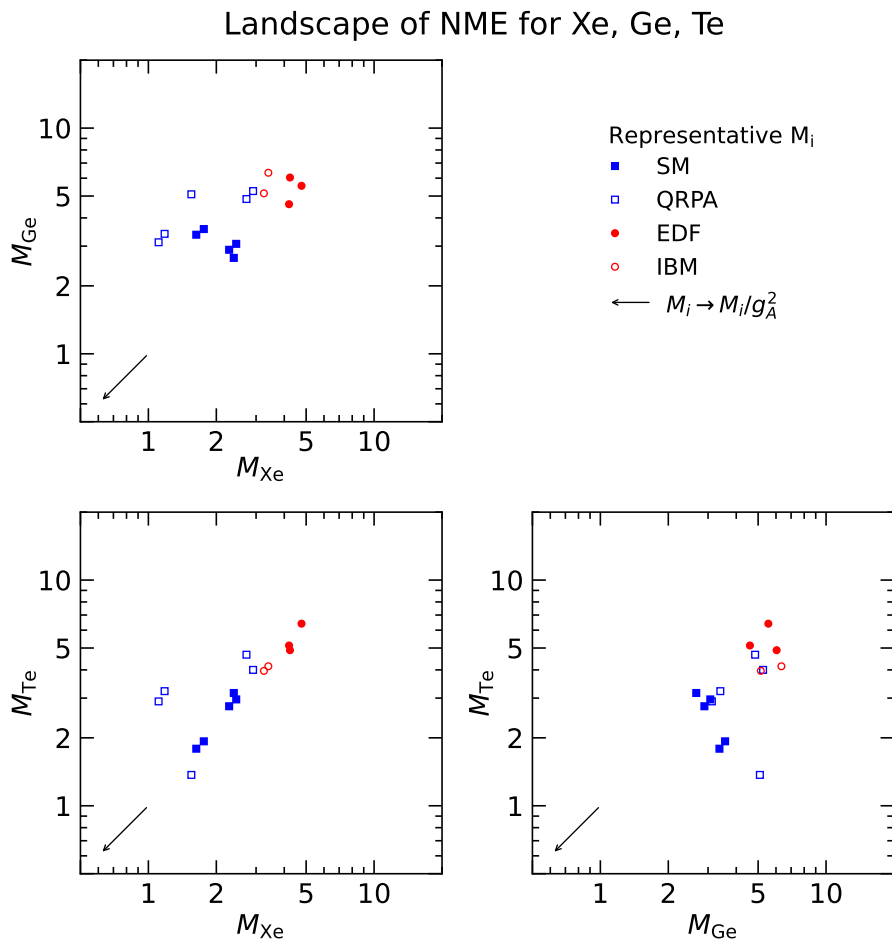 Landscape of NME for Xe, Ge, Te
10
5
2
1
M_Ge
1
2
5
10
M_Xe
Representative M_i
SM
QRPA
EDF
IBM
M_i → M_i/g_A^2
10
5
2
1
M_Te
1
2
5
10
M_Xe
10
5
2
1
M_Te
1
2
5
10
M_Ge